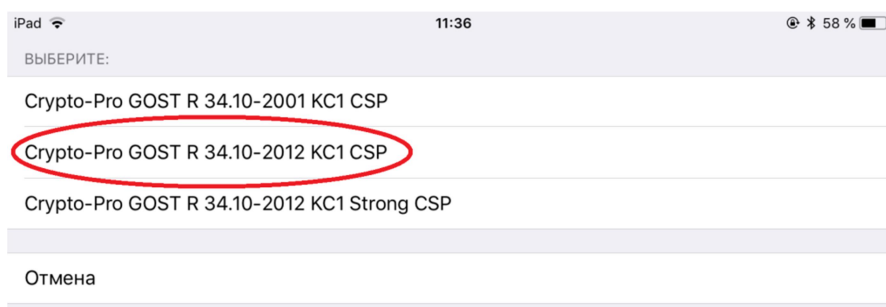 iPad 11:36 58 %
ВЫБЕРИТЕ:
Crypto-Pro GOST R 34.10-2001 KC1 CSP
Crypto-Pro GOST R 34.10-2012 KC1 CSP
Crypto-Pro GOST R 34.10-2012 KC1 Strong CSP
Отмена